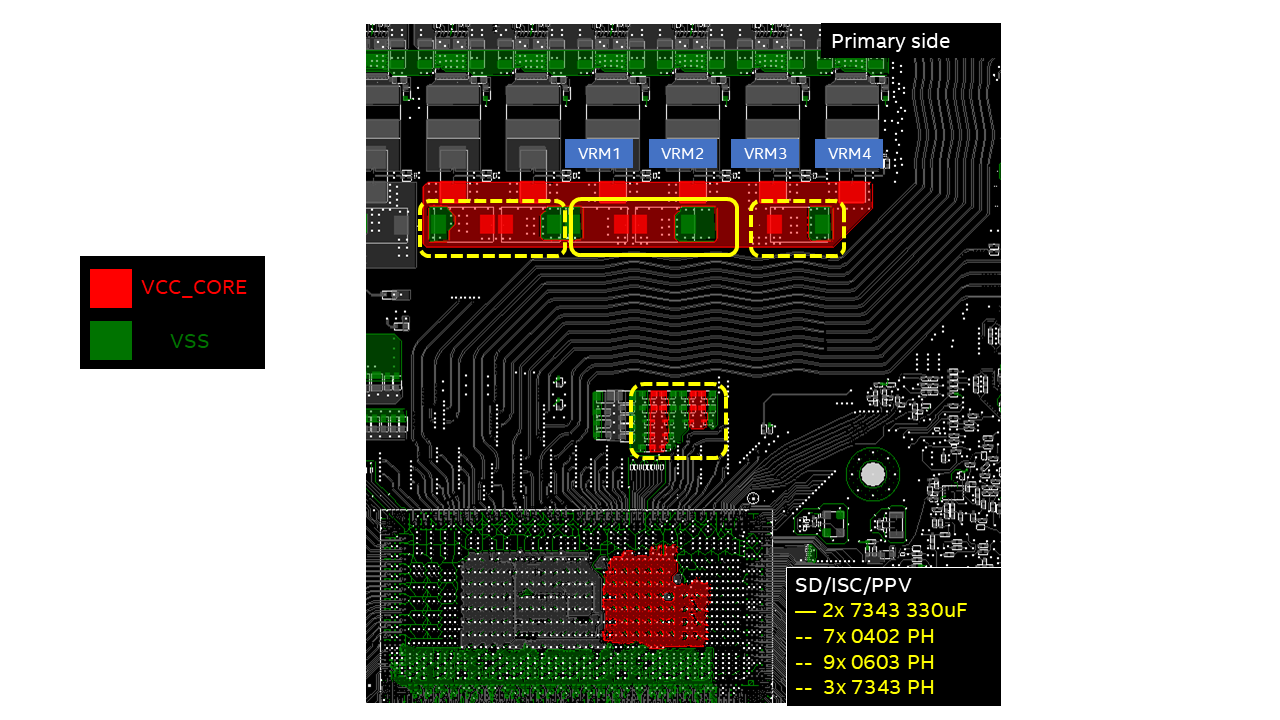 Primary side
VRM1
VRM2
VRM3
VRM4
VCC_CORE
VSS
SD/ISC/PPV
— 2x 7343 330uF
-- 7x 0402 PH
-- 9x 0603 PH
-- 3x 7343 PH